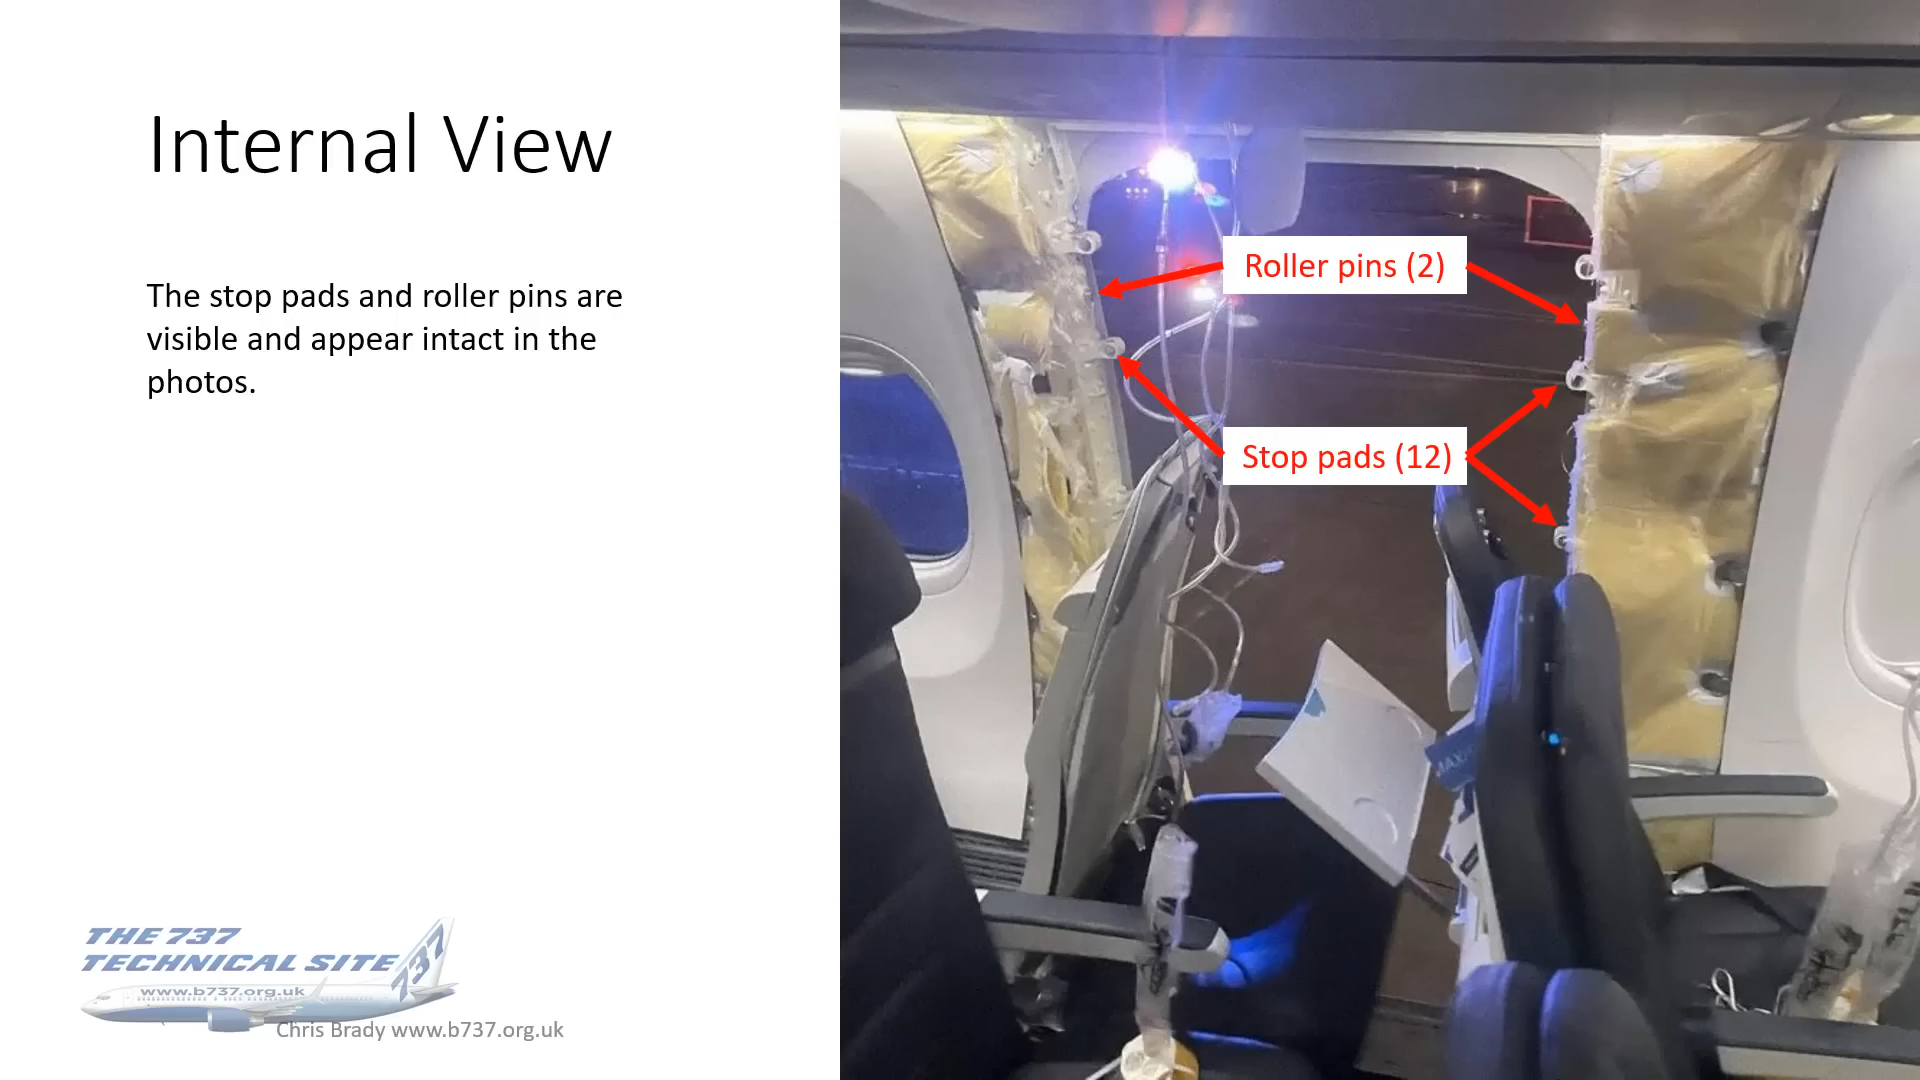 Internal View
The stop pads and roller pins are
visible and appear intact in the
photos.
Roller pins (2)
Stop pads (12)
MAX
THE 737
TECHNICAL SITE
737
www.b737.org.uk
Chris Brady www.b737.org.uk